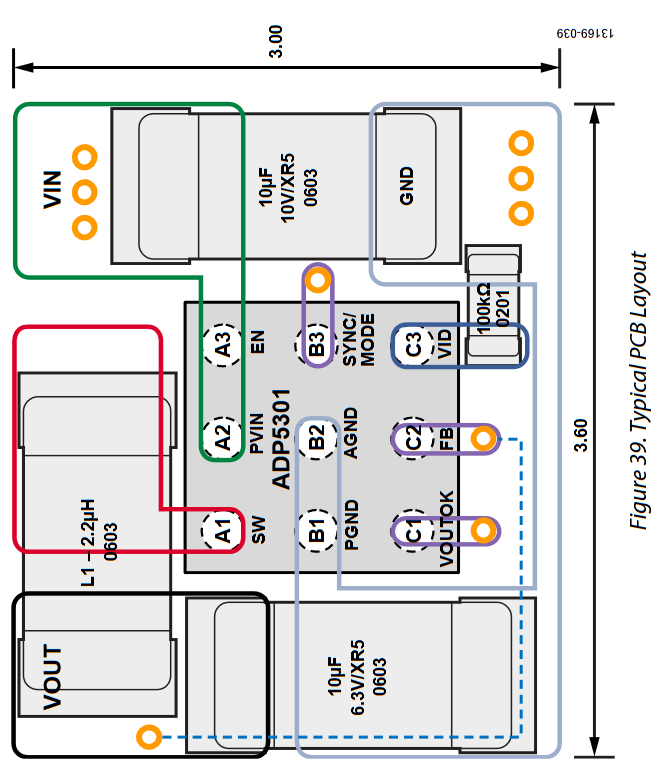 3.00
13169-039
VIN
10µF
10V/XR5
0603
GND
100kΩ
0201
A3
EN
B3
SYNC/
MODE
C3
VID
A2
PVIN
ADP5301
B2
AGND
C2
FB
A1
SW
B1
PGND
C1
VOUTOK
L1 – 2.2µH
0603
VOUT
10µF
6.3V/XR5
0603
3.60
Figure 39. Typical PCB Layout